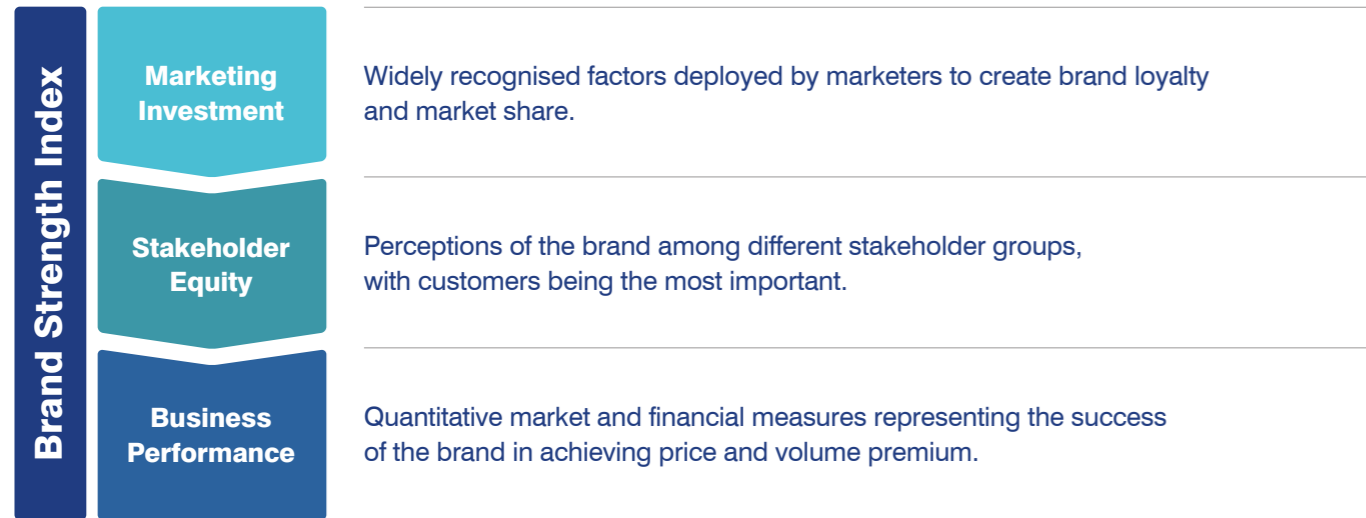 Brand Strength Index
Marketing
Investment
Widely recognised factors deployed by marketers to create brand loyalty
and market share.
Stakeholder
Equity
Perceptions of the brand among different stakeholder groups,
with customers being the most important.
Business
Performance
Quantitative market and financial measures representing the success
of the brand in achieving price and volume premium.